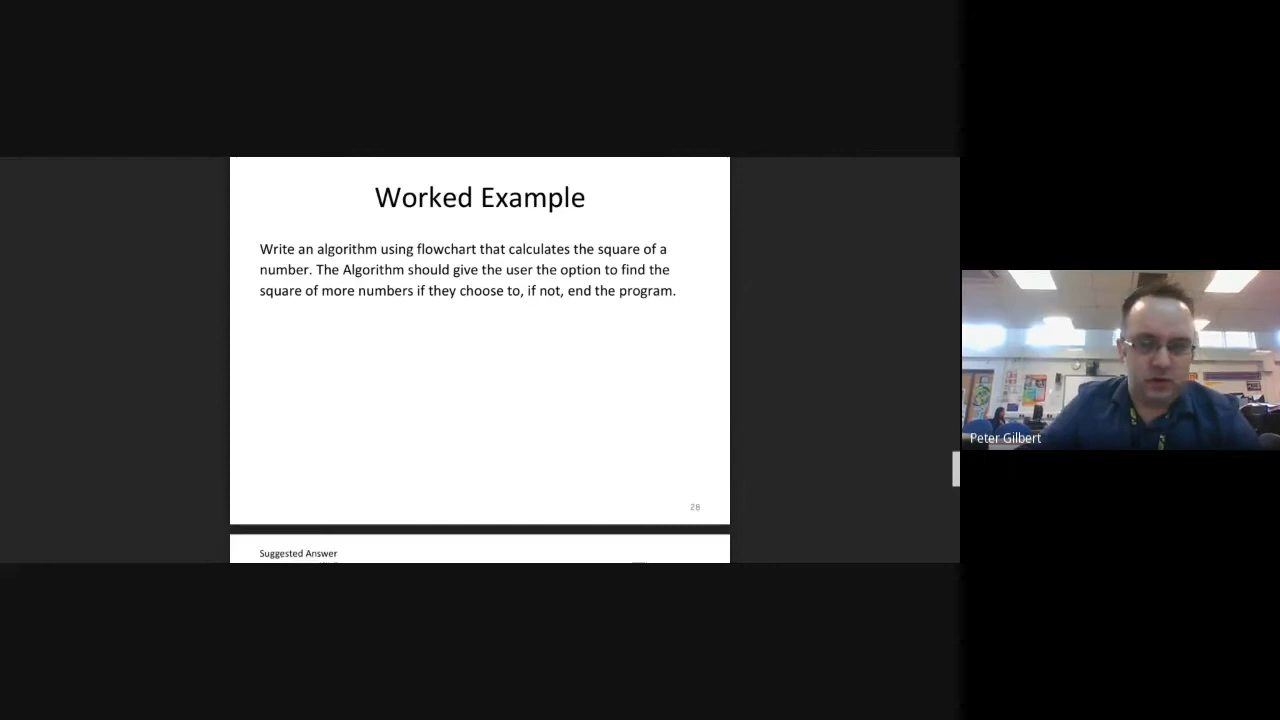 Worked Example
Write an algorithm using flowchart that calculates the square of a
number. The Algorithm should give the user the option to find the
square of more numbers if they choose to, if not, end the program.
28
Suggested Answer
Peter Gilbert